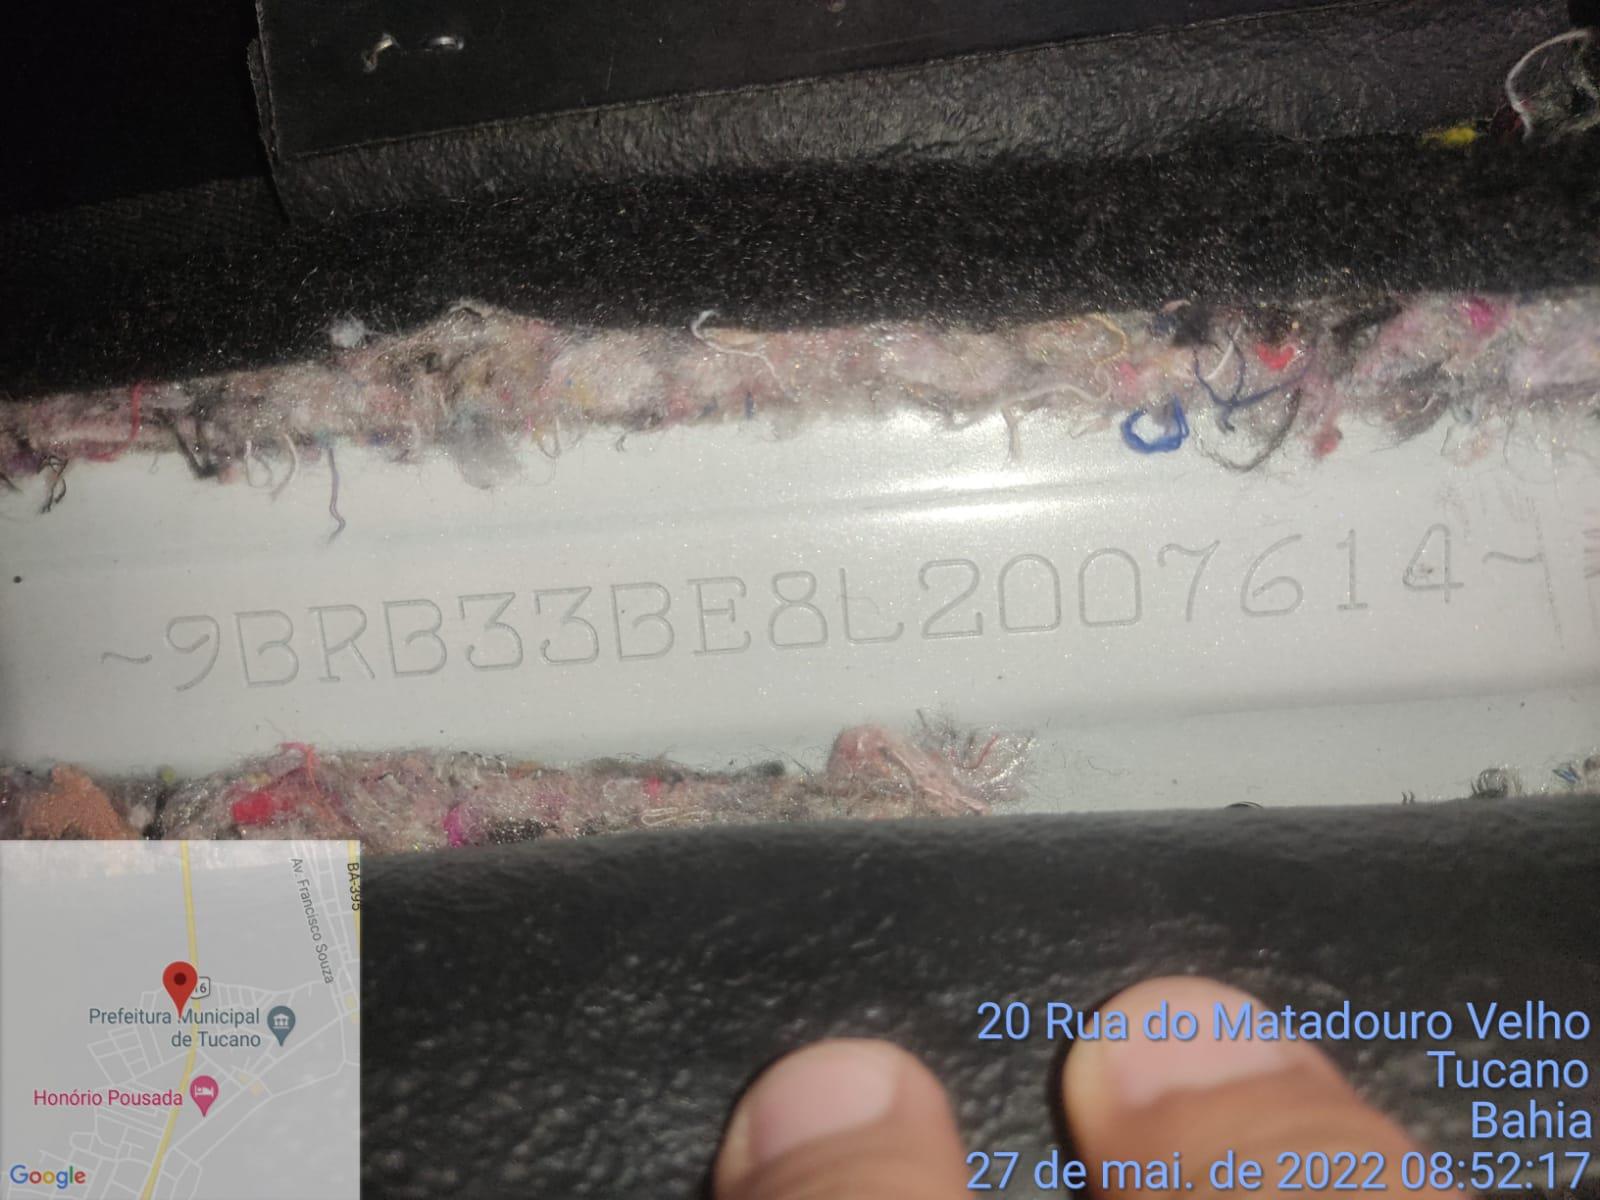 ~9BRB33BE8L2007614~
BA-395
Av. Francisco Souza
Prefeitura Municipal
de Tucano
Honório Pousada
Google
20 Rua do Matadouro Velho
Tucano
Bahia
27 de mai. de 2022 08:52:17